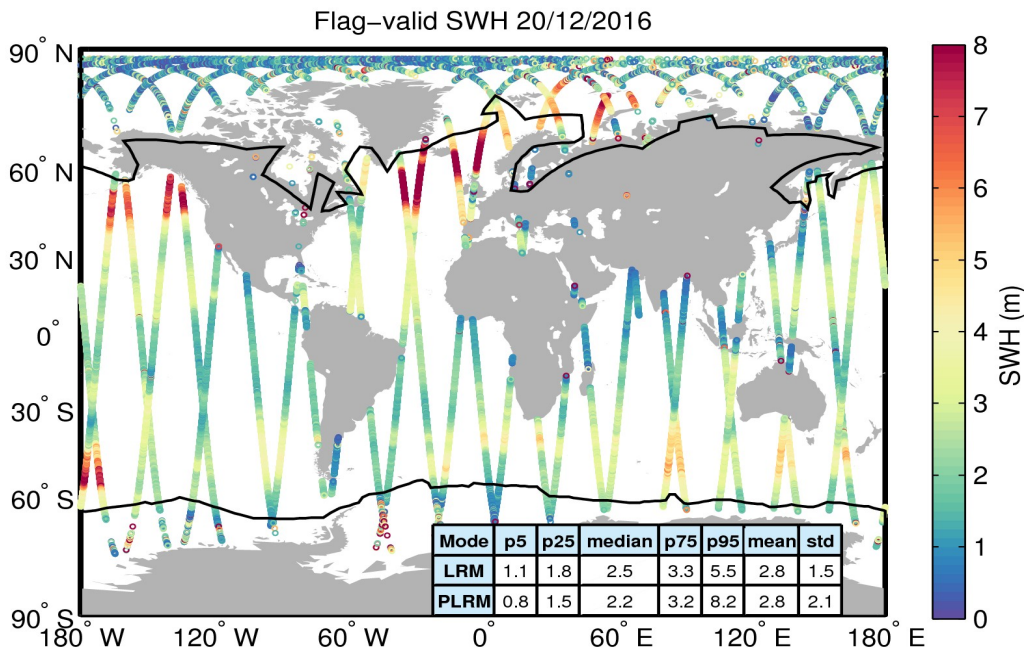 Flag−valid SWH 20/12/2016
90° N
60° N
30° N
0°
30° S
60° S
90° S
180° W
120° W
60° W
0°
60° E
120° E
180° E
8
7
6
5
4
3
2
1
0
SWH (m)
Mode p5 p25 median p75 p95 mean std
LRM 1.1 1.8 2.5 3.3 5.5 2.8 1.5
PLRM 0.8 1.5 2.2 3.2 8.2 2.8 2.1